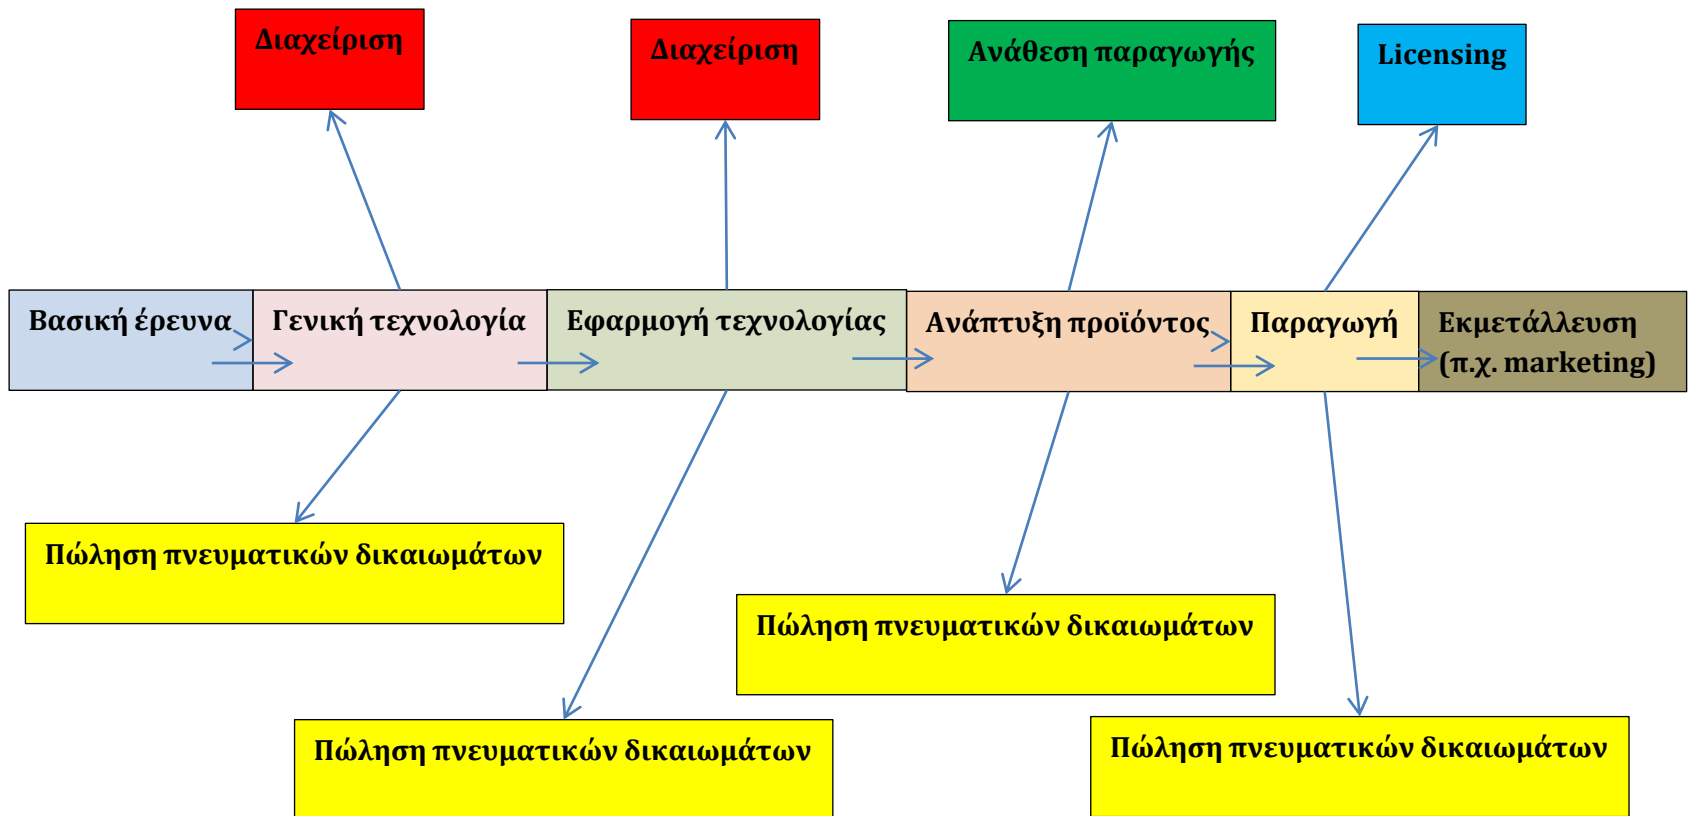 Διαχείριση
Διαχείριση
Ανάθεση παραγωγής
Licensing
Βασική έρευνα
Γενική τεχνολογία
Εφαρμογή τεχνολογίας
Ανάπτυξη προϊόντος
Παραγωγή
Εκμετάλλευση
(π.χ. marketing)
Πώληση πνευματικών δικαιωμάτων
Πώληση πνευματικών δικαιωμάτων
Πώληση πνευματικών δικαιωμάτων
Πώληση πνευματικών δικαιωμάτων